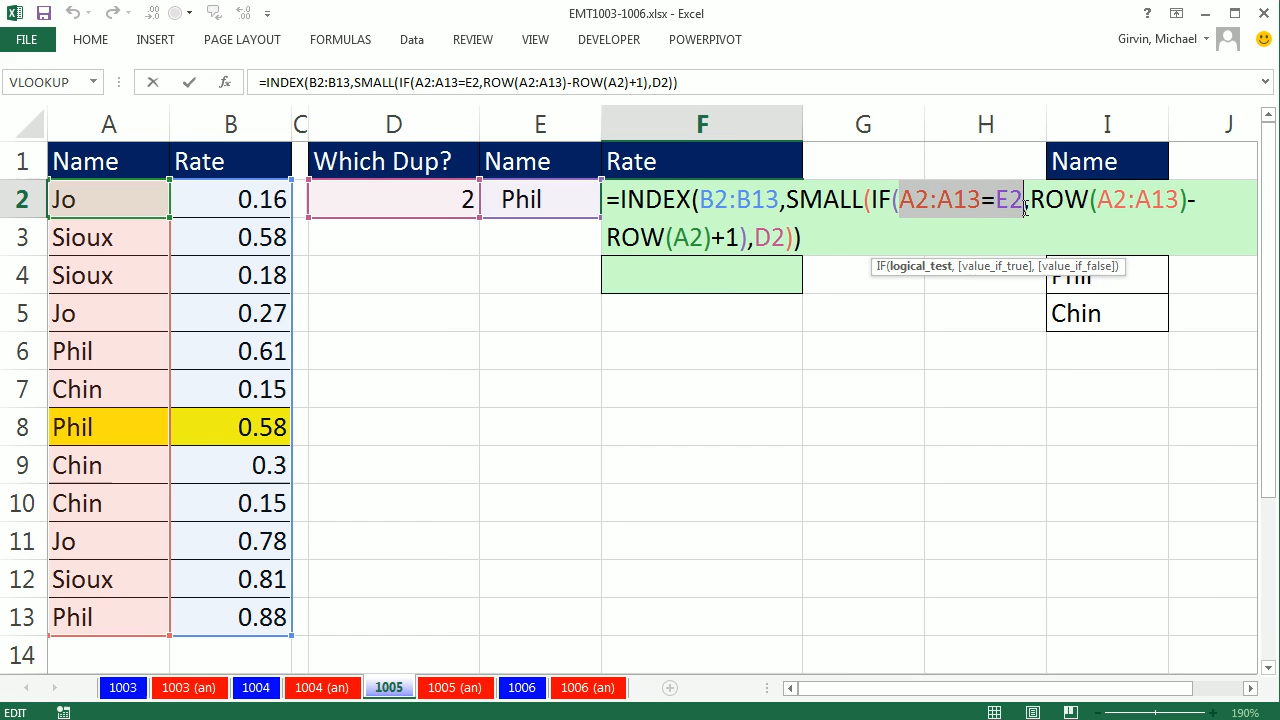 EMT1003-1006.xlsx - Excel
FILE HOME INSERT PAGE LAYOUT FORMULAS Data REVIEW VIEW DEVELOPER POWERPIVOT Girvin, Michael
VLOOKUP fx =INDEX(B2:B13,SMALL(IF(A2:A13=E2,ROW(A2:A13)-ROW(A2)+1),D2))
A B C D E F G H I J
1 Name Rate Which Dup? Name Rate Name
2 Jo 0.16 2 Phil =INDEX(B2:B13,SMALL(IF(A2:A13=E2,ROW(A2:A13)-
3 Sioux 0.58 ROW(A2)+1),D2))
IF(logical_test, [value_if_true], [value_if_false])
4 Sioux 0.18 Phil
5 Jo 0.27 Chin
6 Phil 0.61
7 Chin 0.15
8 Phil 0.58
9 Chin 0.3
10 Chin 0.15
11 Jo 0.78
12 Sioux 0.81
13 Phil 0.88
14
1003 1003 (an) 1004 1004 (an) 1005 1005 (an) 1006 1006 (an)
EDIT 190%